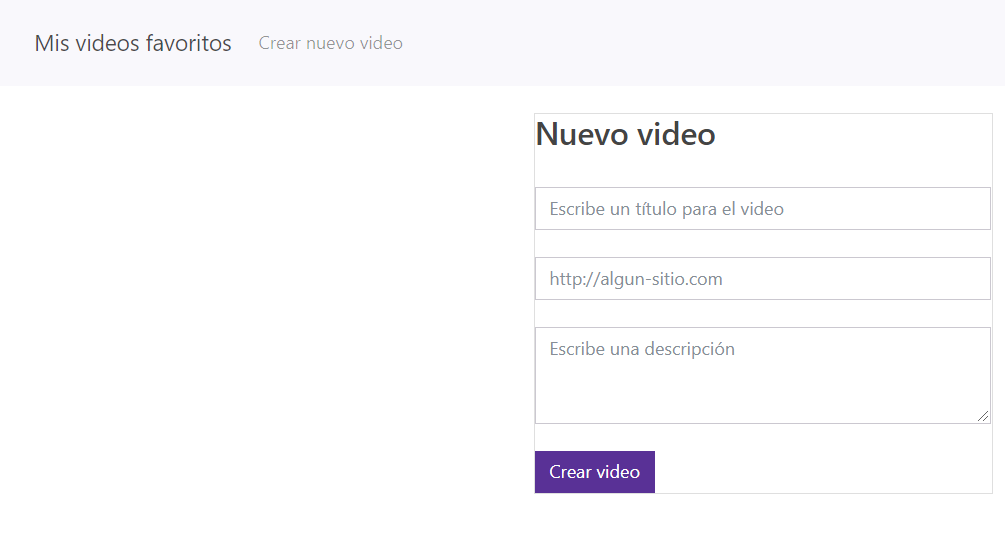 Mis videos favoritos Crear nuevo video
Nuevo video
Escribe un título para el video
http://algun-sitio.com
Escribe una descripción
Crear video